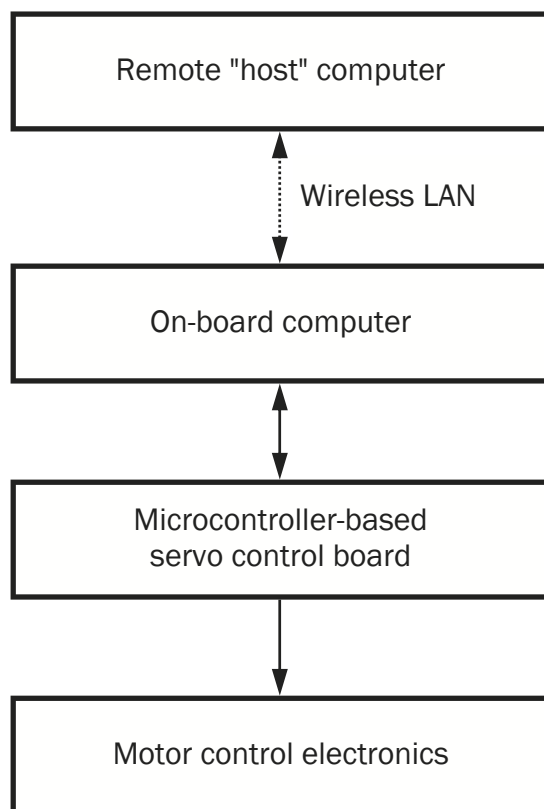 Remote "host" computer
Wireless LAN
On-board computer
Microcontroller-based
servo control board
Motor control electronics